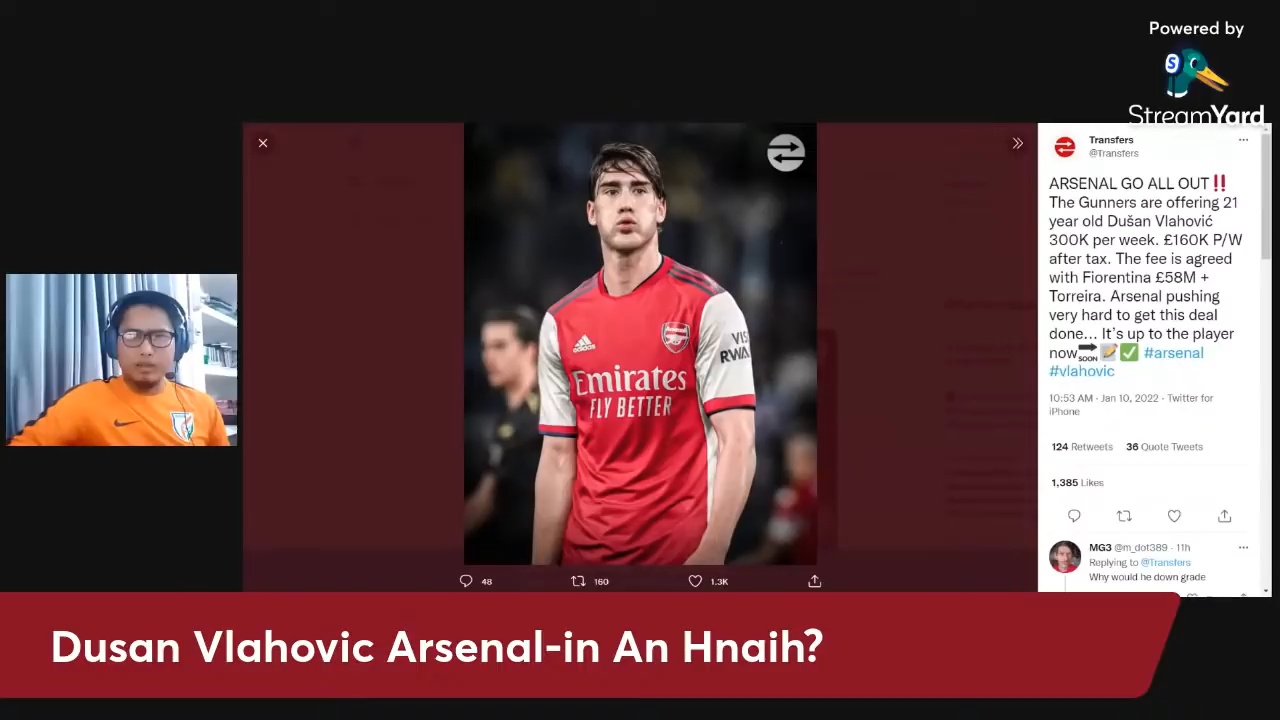 Powered by
S
StreamYard
Transfers
@Transfers
ARSENAL GO ALL OUT‼️
The Gunners are offering 21
year old Dušan Vlahović
300K per week. £160K P/W
after tax. The fee is agreed
with Fiorentina £58M +
Torreira. Arsenal pushing
very hard to get this deal
done... It's up to the player
now🔜📝✅ #arsenal
#vlahovic
10:53 AM · Jan 10, 2022 · Twitter for
iPhone
124 Retweets 36 Quote Tweets
1,385 Likes
MG3 @m_dot389 · 11h
Replying to @Transfers
Why would he down grade
adidas
Arsenal
VISIT
RWA
Emirates
FLY BETTER
48 160 1.3K
Dusan Vlahovic Arsenal-in An Hnaih?